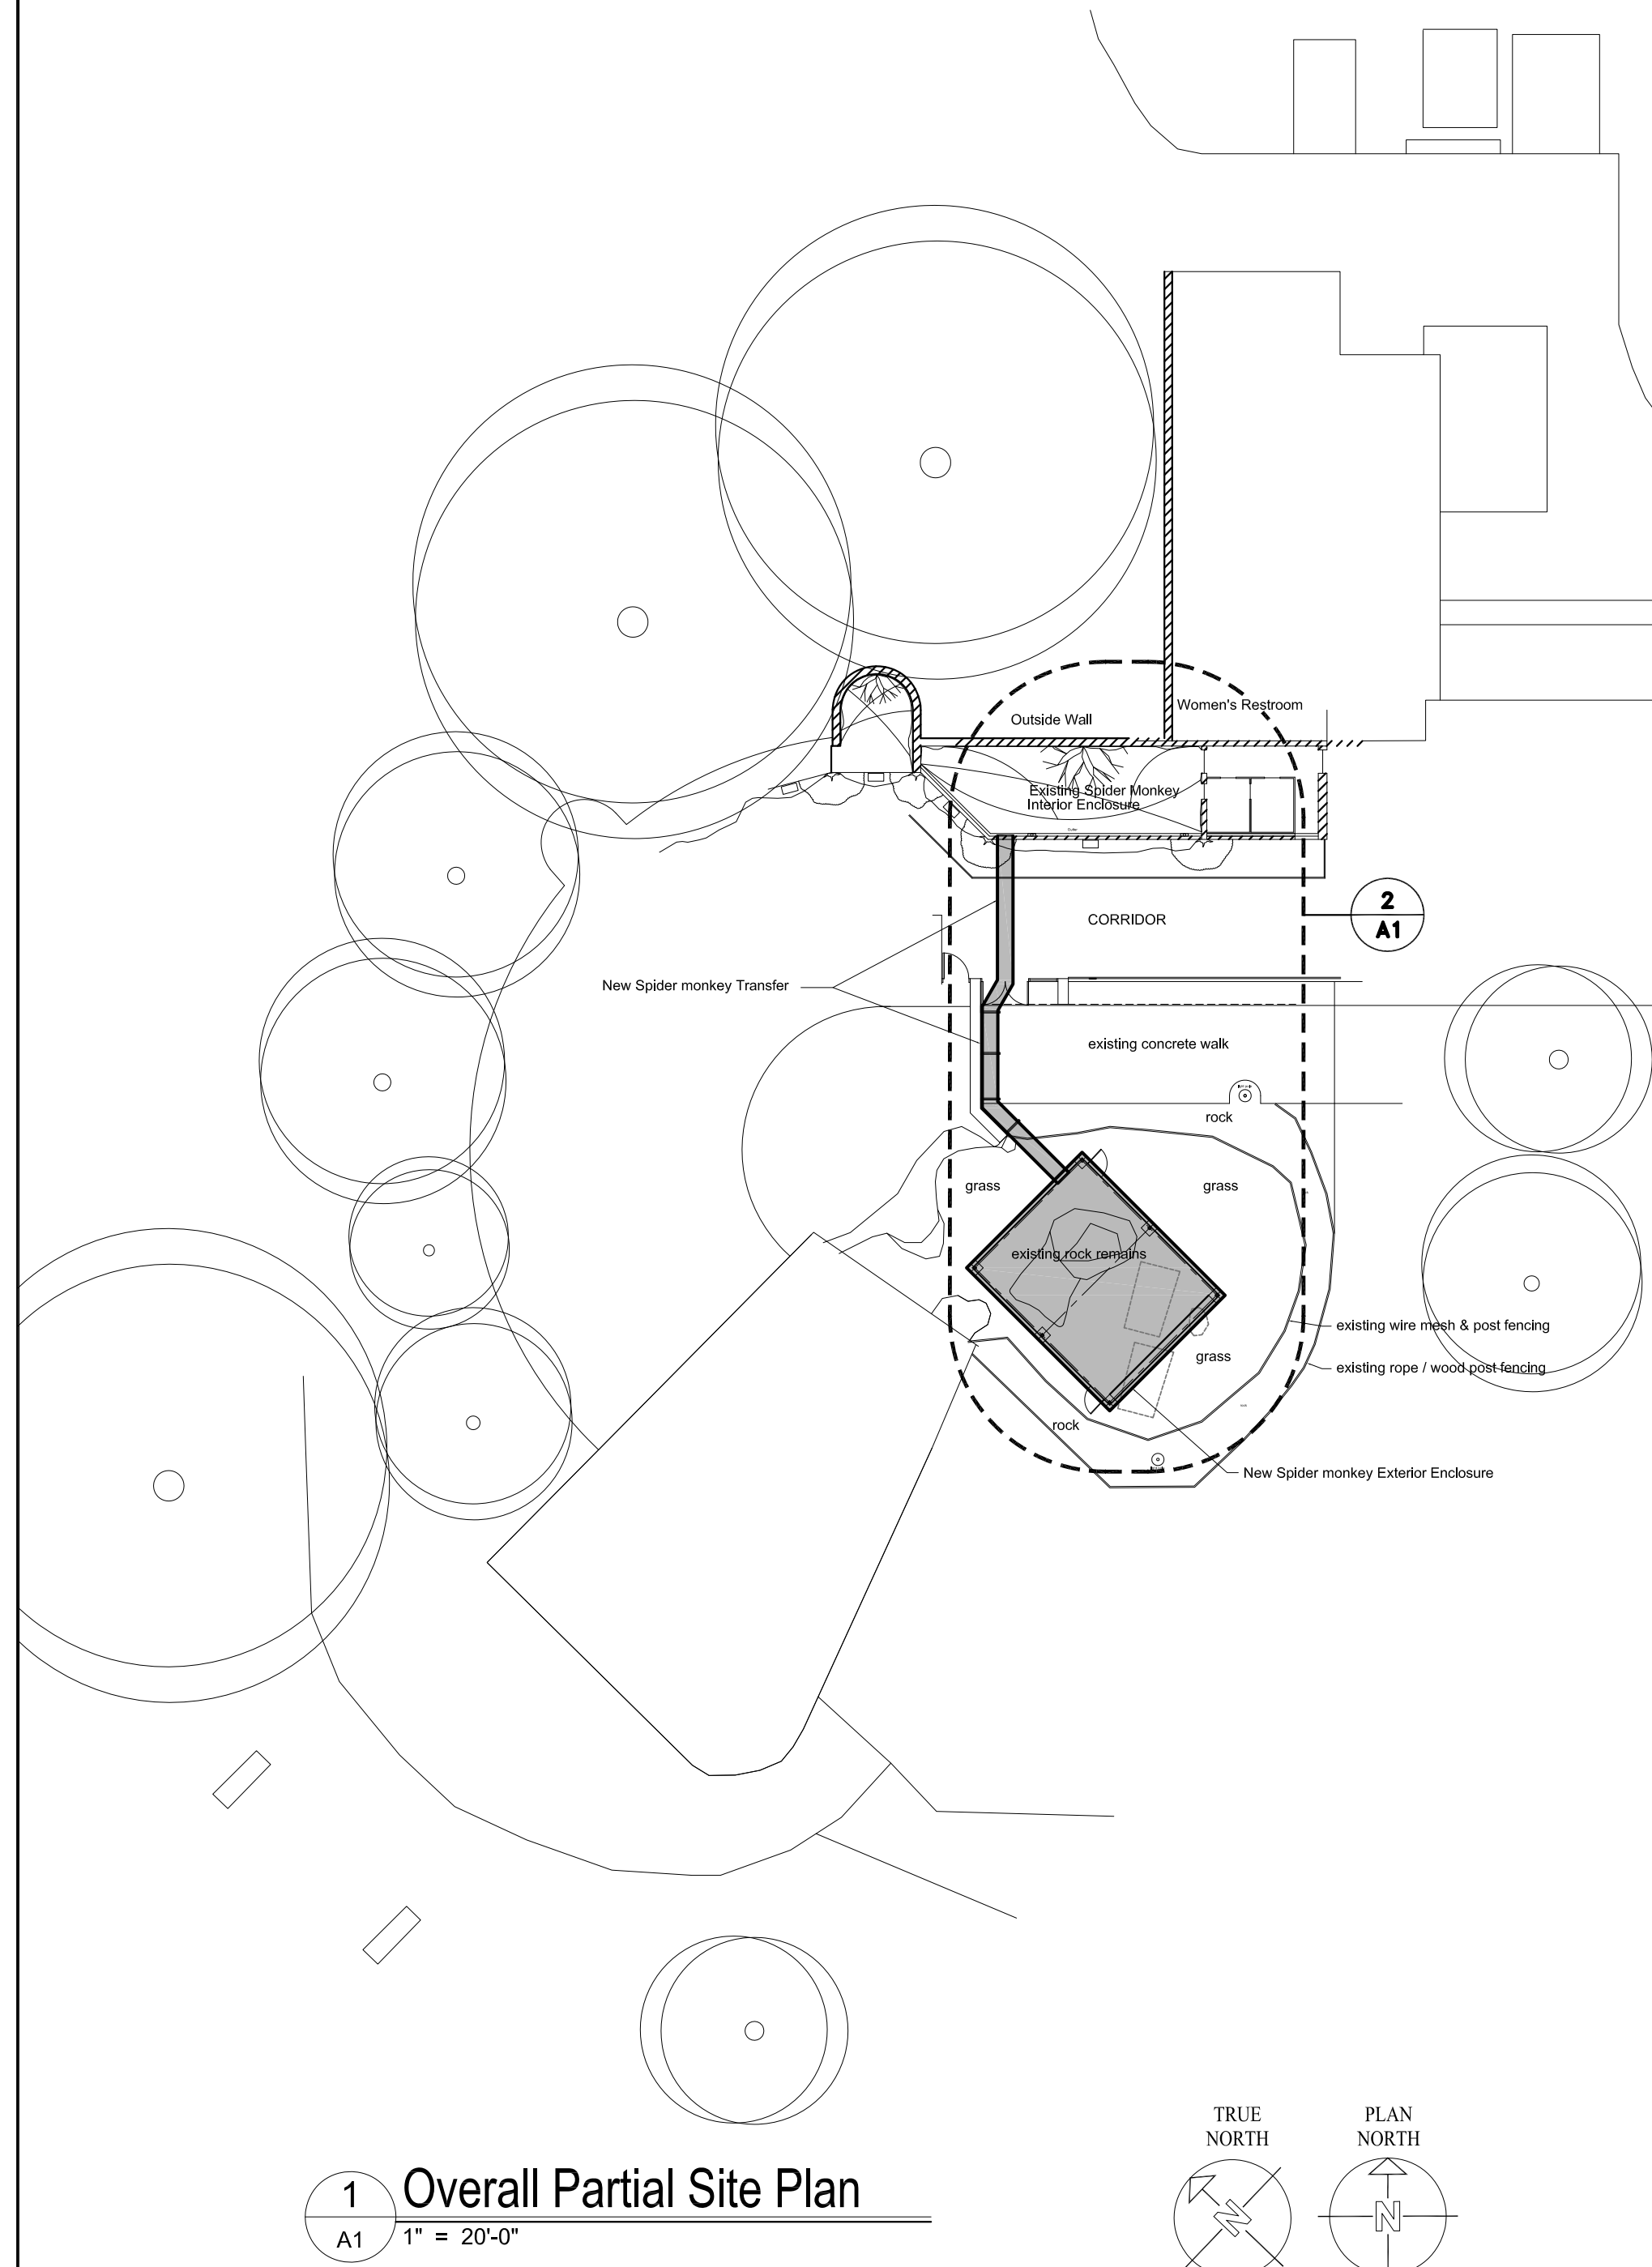 Outside Wall
Women's Restroom
Existing Spider Monkey
Interior Enclosure
CORRIDOR
2
A1
New Spider monkey Transfer
existing concrete walk
rock
grass
grass
existing rock remains
existing wire mesh & post fencing
grass
existing rope / wood post fencing
rock
New Spider monkey Exterior Enclosure
TRUE
NORTH
PLAN
NORTH
N
N
1
A1
Overall Partial Site Plan
1" = 20'-0"